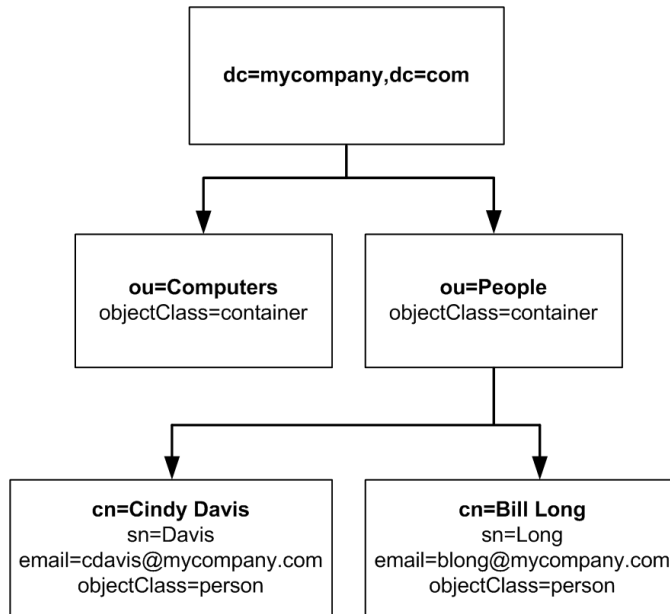 dc=mycompany,dc=com
ou=Computers
objectClass=container
ou=People
objectClass=container
cn=Cindy Davis
sn=Davis
email=cdavis@mycompany.com
objectClass=person
cn=Bill Long
sn=Long
email=blong@mycompany.com
objectClass=person